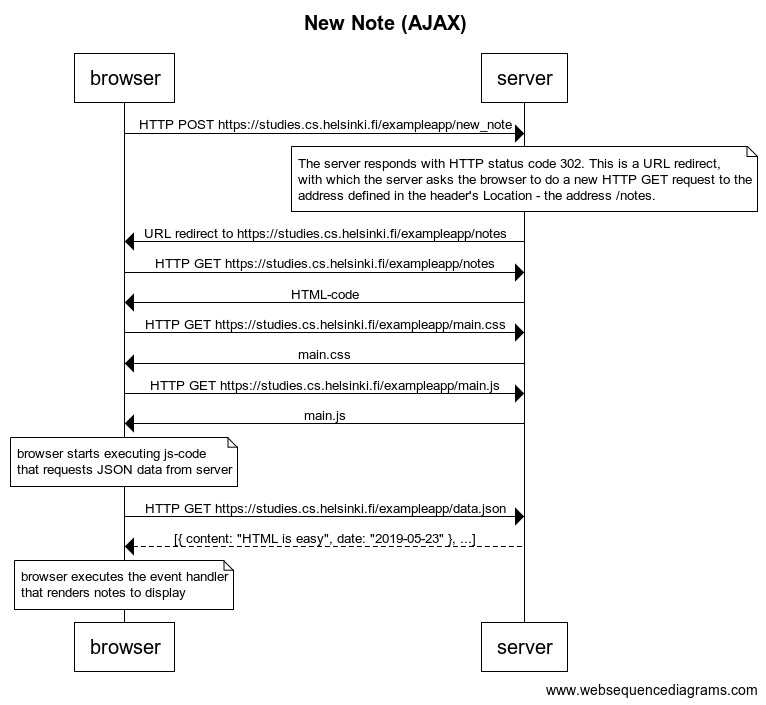 New Note (AJAX)
browser
server
HTTP POST https://studies.cs.helsinki.fi/exampleapp/new_note
The server responds with HTTP status code 302. This is a URL redirect,
with which the server asks the browser to do a new HTTP GET request to the
address defined in the header's Location - the address /notes.
URL redirect to https://studies.cs.helsinki.fi/exampleapp/notes
HTTP GET https://studies.cs.helsinki.fi/exampleapp/notes
HTML-code
HTTP GET https://studies.cs.helsinki.fi/exampleapp/main.css
main.css
HTTP GET https://studies.cs.helsinki.fi/exampleapp/main.js
main.js
browser starts executing js-code
that requests JSON data from server
HTTP GET https://studies.cs.helsinki.fi/exampleapp/data.json
[{ content: "HTML is easy", date: "2019-05-23" }, ...]
browser executes the event handler
that renders notes to display
browser
server
www.websequencediagrams.com